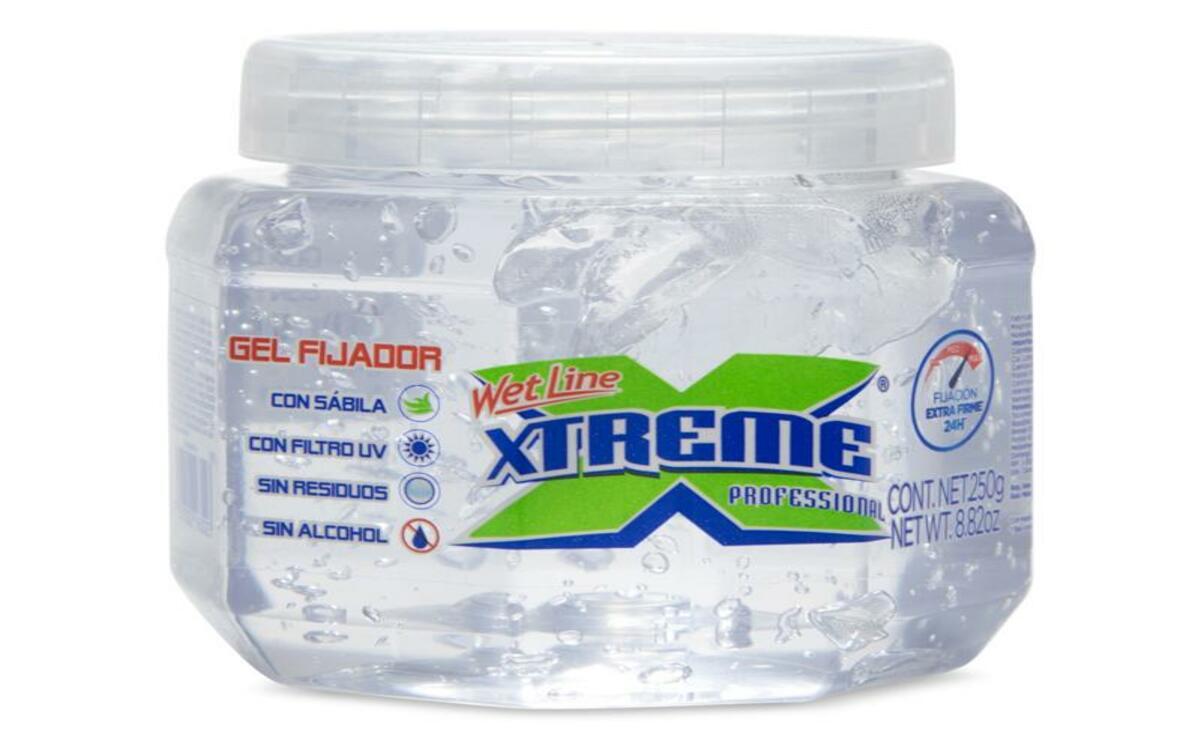 GEL FIJADOR
CON SÁBILA
CON FILTRO UV
SIN RESIDUOS
SIN ALCOHOL
Wet Line
XTREME
®
PROFESSIONAL
FIJACIÓN
EXTRA FIRME
24H
CONT. NET. 250g
NET WT. 8.82oz